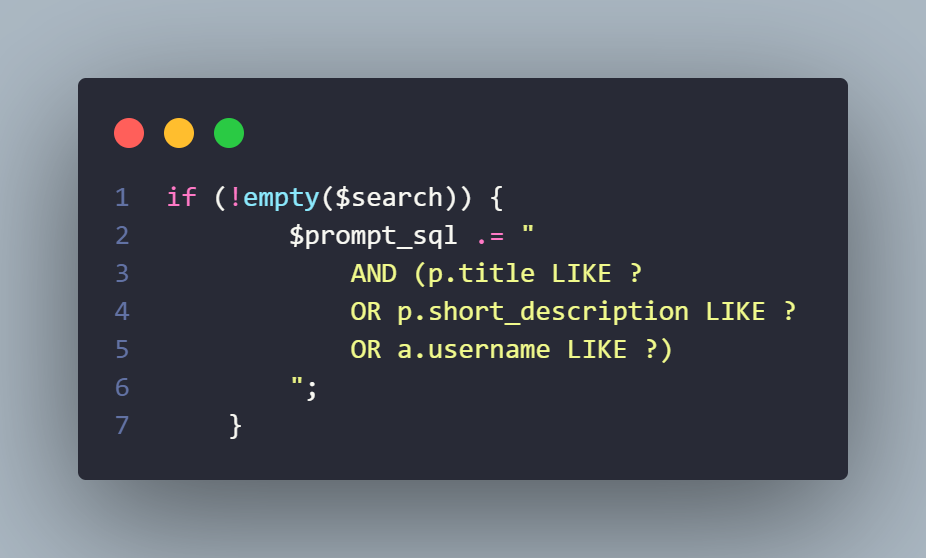 1 if (!empty($search)) {
2         $prompt_sql .= "
3             AND (p.title LIKE ?
4             OR p.short_description LIKE ?
5             OR a.username LIKE ?)
6         ";
7     }